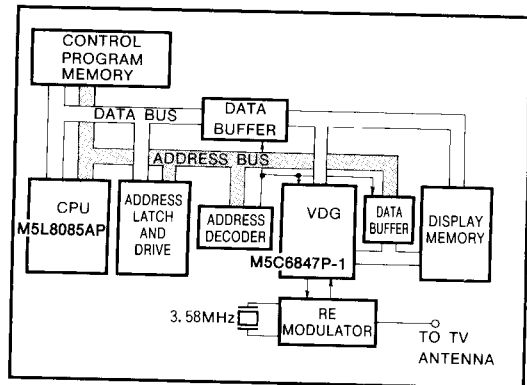 CONTROL
PROGRAM
MEMORY
DATA BUS
DATA
BUFFER
ADDRESS BUS
CPU
M5L8085AP
ADDRESS
LATCH
AND
DRIVE
ADDRESS
DECODER
VDG
M5C6847P-1
DATA
BUFFER
DISPLAY
MEMORY
3.58MHz
RE
MODULATOR
TO TV
ANTENNA